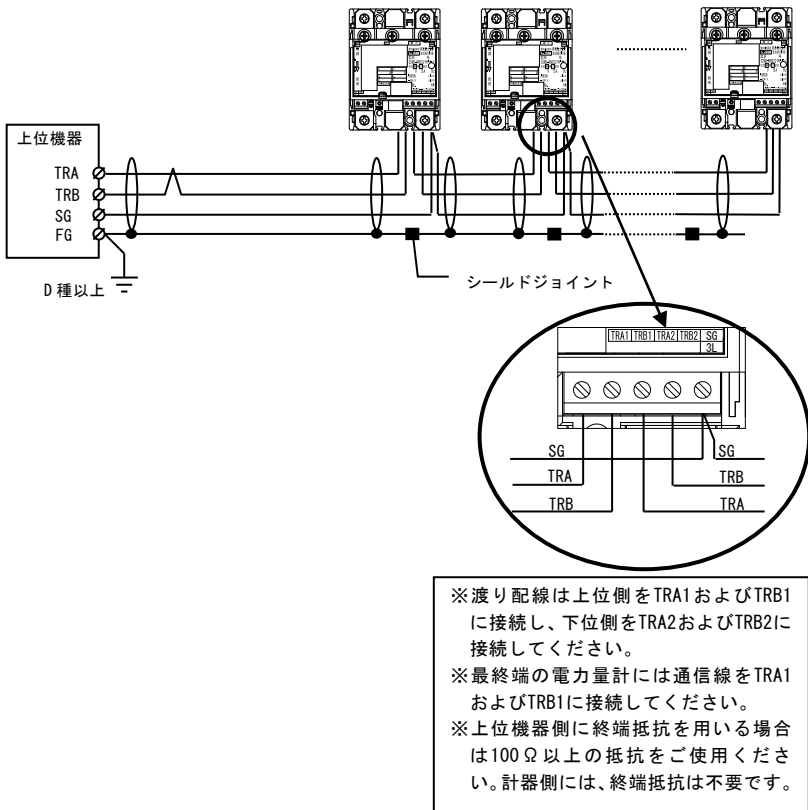 上位機器
TRA
TRB
SG
FG
D種以上
シールドジョイント
TRA1 TRB1 TRA2 TRB2 SG
3L
SG SG
TRA TRB
TRB TRA
※渡り配線は上位側をTRA1およびTRB1
に接続し、下位側をTRA2およびTRB2に
接続してください。
※最終端の電力量計には通信線をTRA1
およびTRB1に接続してください。
※上位機器側に終端抵抗を用いる場合
は100Ω以上の抵抗をご使用くださ
い。計器側には、終端抵抗は不要です。